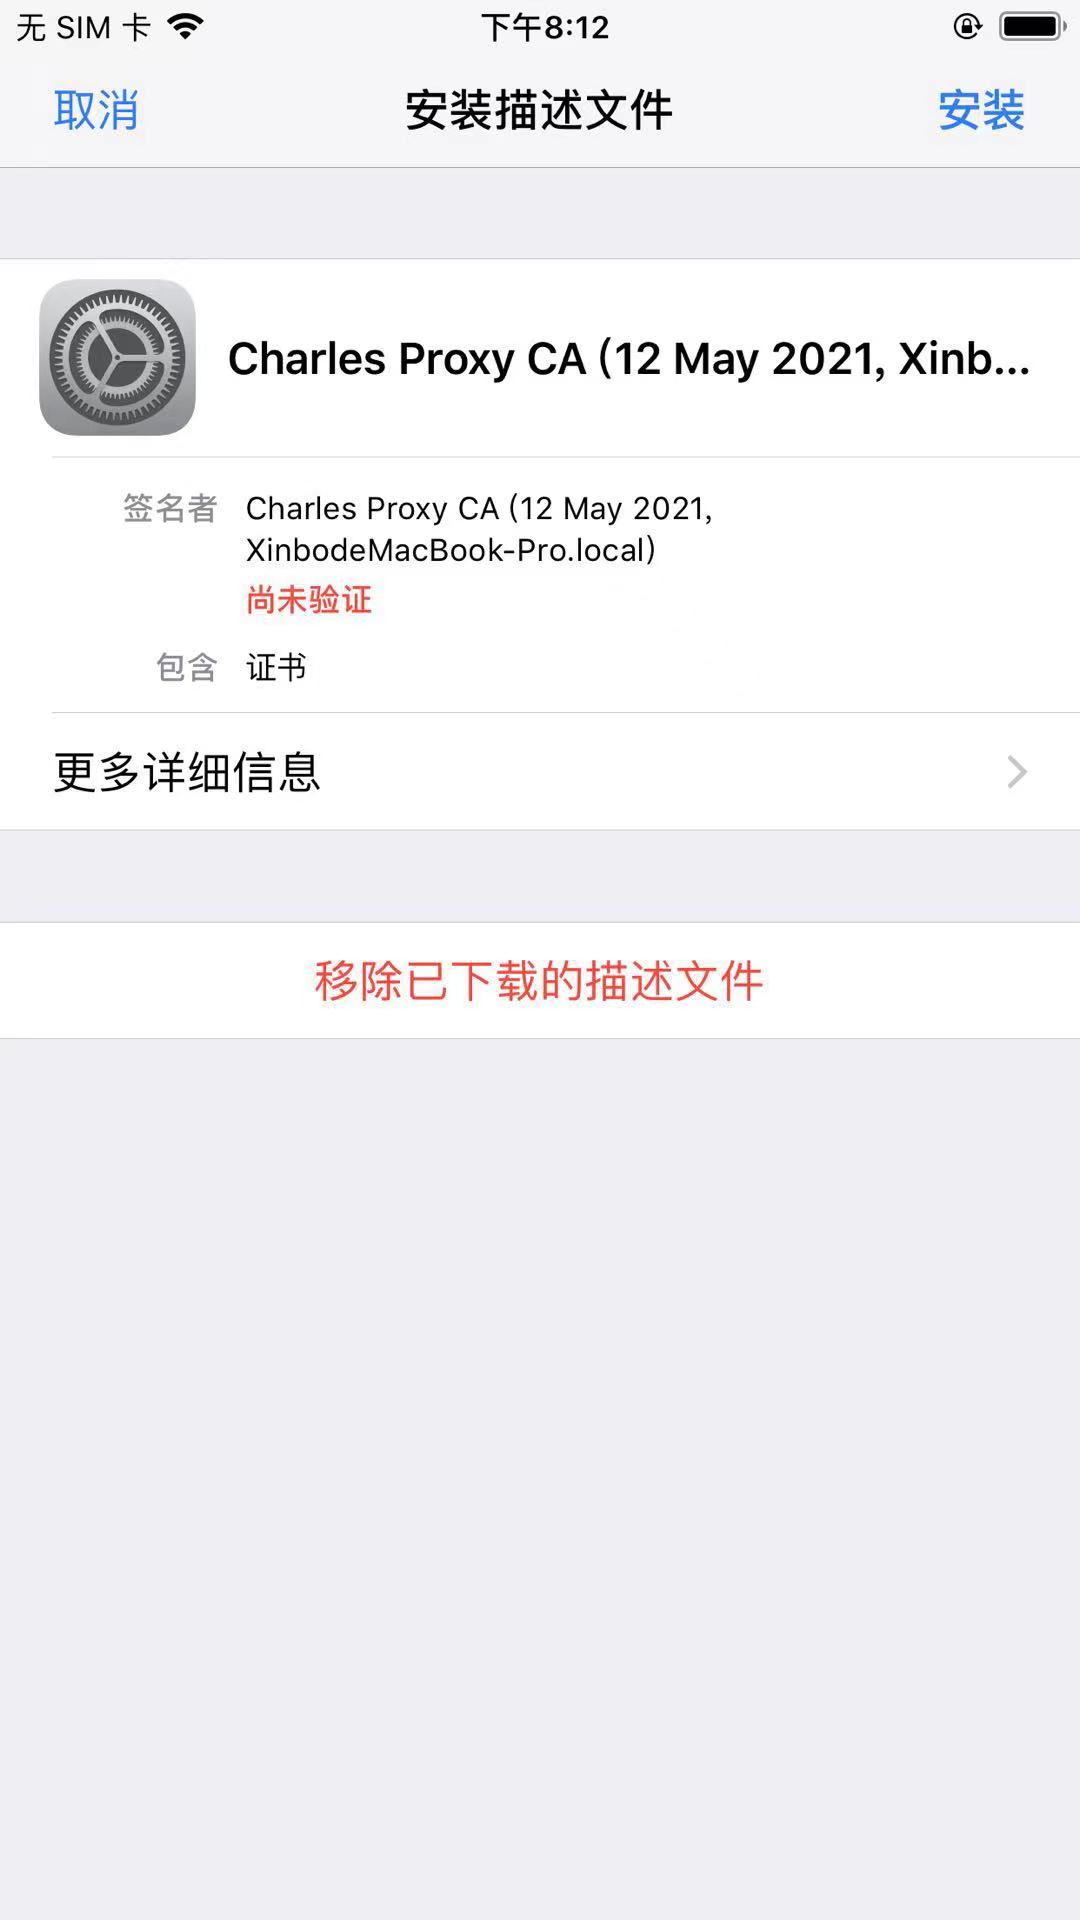 无 SIM 卡 下午8:12
取消 安装描述文件 安装
Charles Proxy CA (12 May 2021, Xinb...
签名者 Charles Proxy CA (12 May 2021,
XinbodeMacBook-Pro.local)
尚未验证
包含 证书
更多详细信息
移除已下载的描述文件